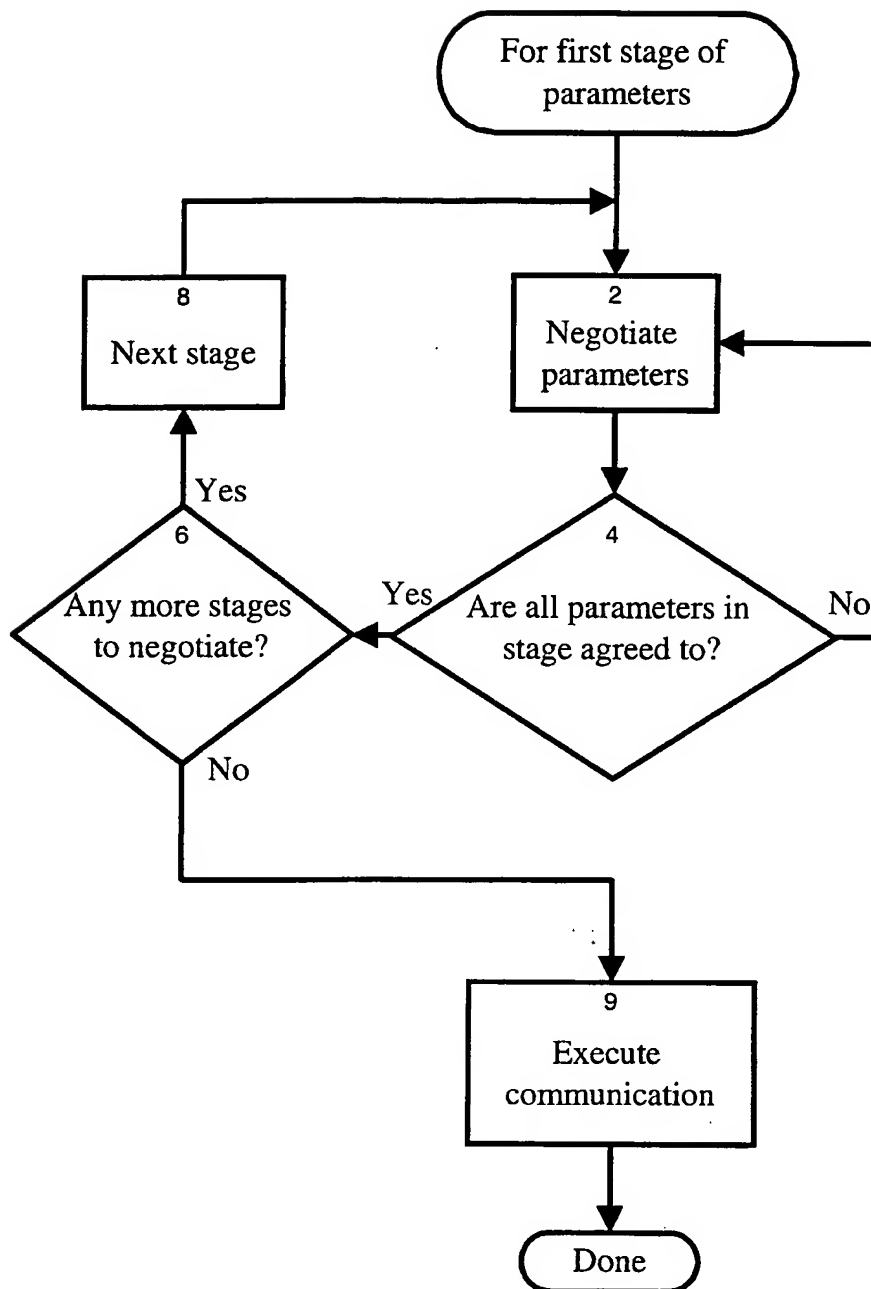 For first stage of
parameters
8
Next stage
2
Negotiate
parameters
Yes
6
Any more stages
to negotiate?
No
Yes
4
Are all parameters in
stage agreed to?
No
9
Execute
communication
Done